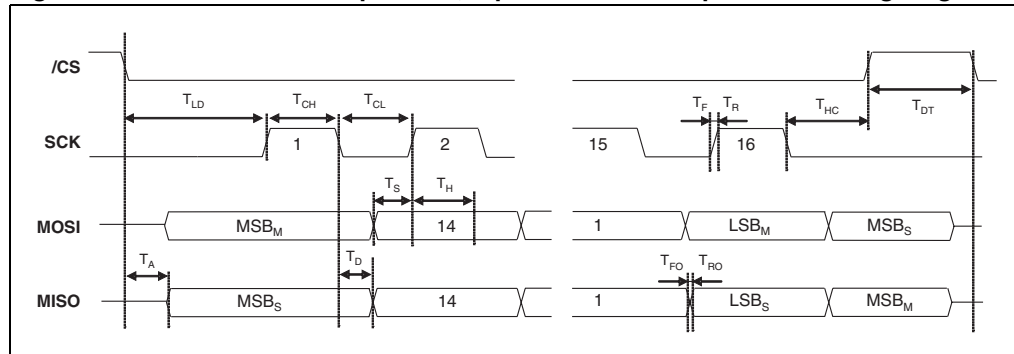 /CS
T_LD T_CH T_CL T_F T_R T_HC T_DT
SCK 1 2 15 16
T_S T_H
MOSI MSB_M 14 1 LSB_M MSB_S
T_A T_D T_FO T_RO
MISO MSB_S 14 1 LSB_S MSB_M